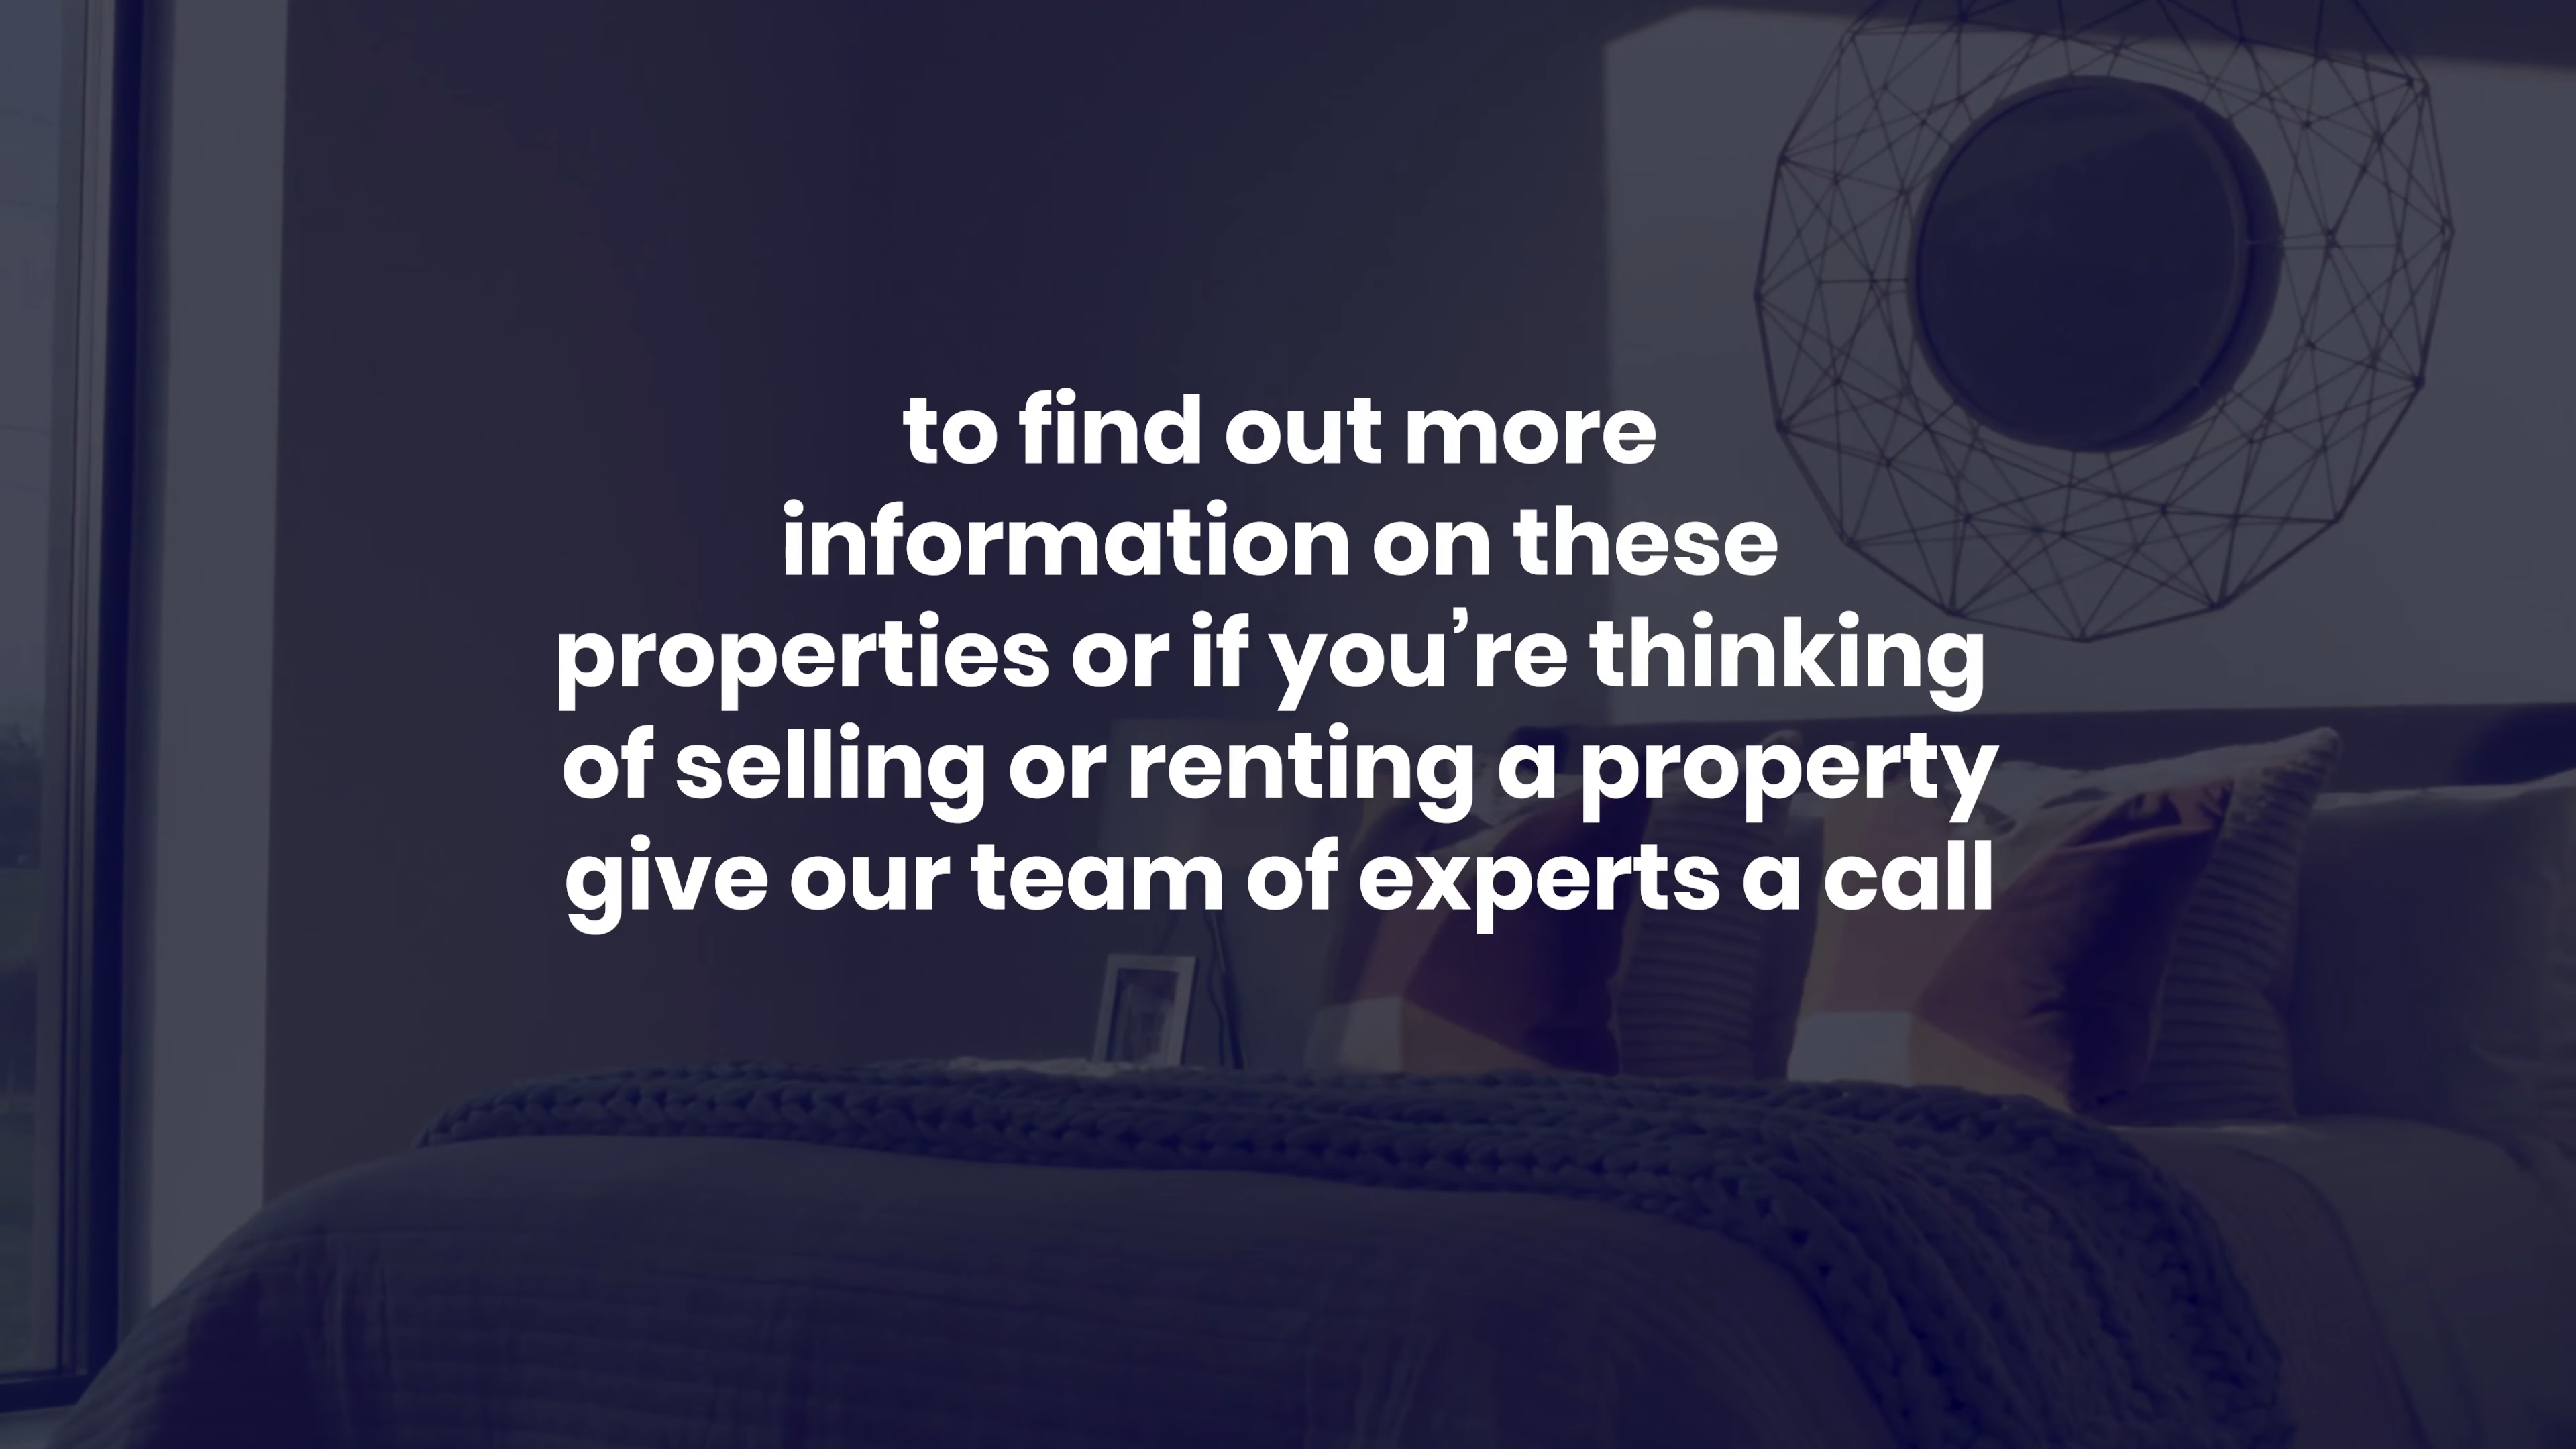 to find out more
information on these
properties or if you’re thinking
of selling or renting a property
give our team of experts a call